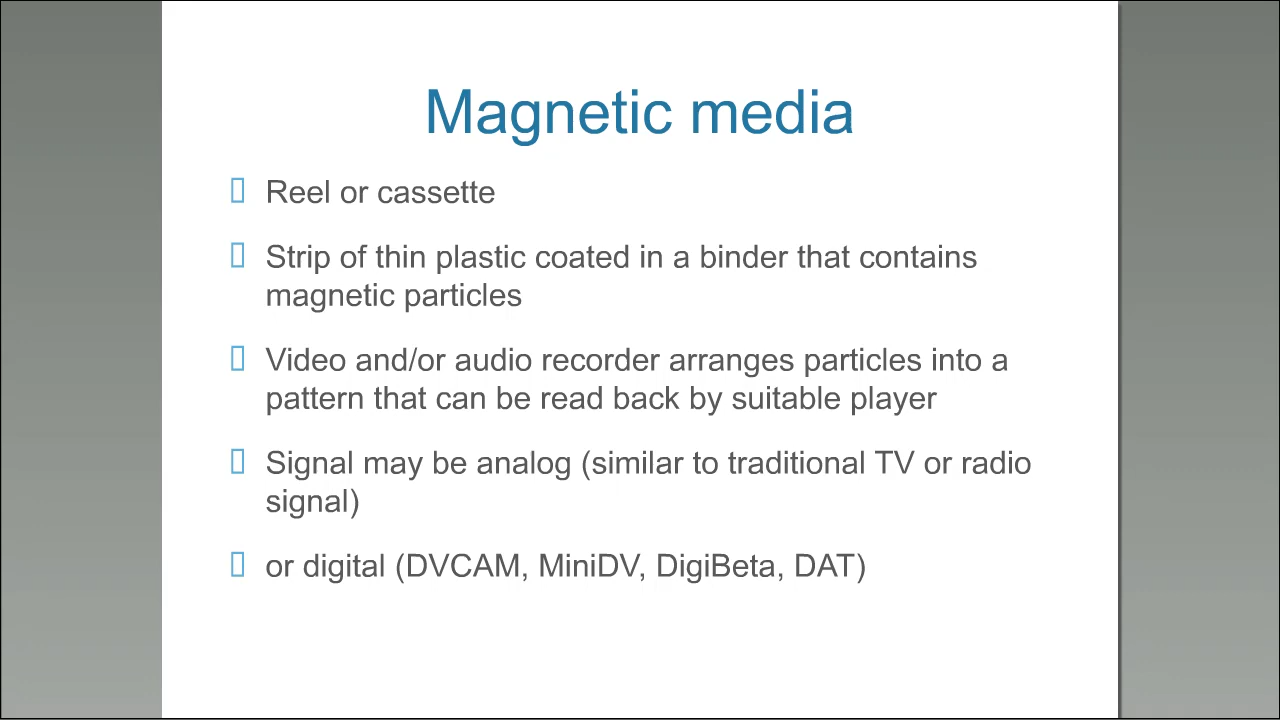 Magnetic media
Reel or cassette
Strip of thin plastic coated in a binder that contains
magnetic particles
Video and/or audio recorder arranges particles into a
pattern that can be read back by suitable player
Signal may be analog (similar to traditional TV or radio
signal)
or digital (DVCAM, MiniDV, DigiBeta, DAT)